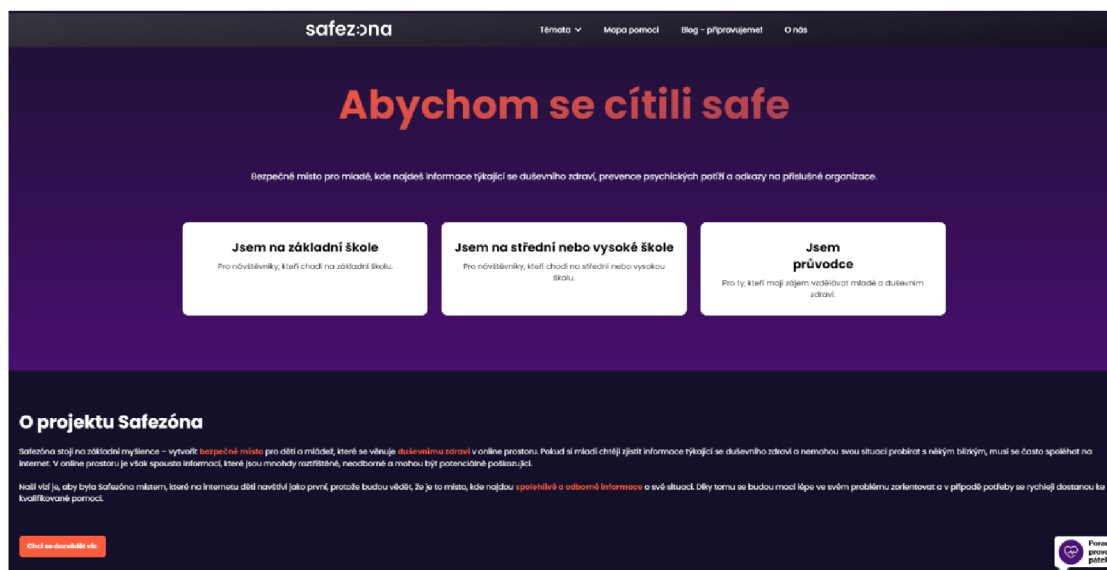 safezóna
Témata
Mapa pomoci
Blog - připravujeme!
O nás
Abychom se cítili safe
Bezpečné místo pro mladé, kde najdeš informace týkající se duševního zdraví, prevence psychických potíží a odkazy na příslušné organizace.
Jsem na základní škole
Pro návštěvníky, kteří chodí na základní školu.
Jsem na střední nebo vysoké škole
Pro návštěvníky, kteří chodí na střední nebo vysokou
školu.
Jsem
průvodce
Pro ty, kteří mají zájem vzdělávat mladé o duševním
zdraví.
O projektu Safezóna
Safezóna stojí na základní myšlence – vytvořit bezpečné místo pro děti a mládež, které se věnuje duševnímu zdraví v online prostoru. Pokud si mladí chtějí zjistit informace týkající se duševního zdraví a nemohou svou situaci probírat s někým blízkým, musí se často spoléhat na
internet. V online prostoru je však spousta informací, které jsou mnohdy roztříštěné, neodborné a mohou být potenciálně poškozující.
Naší vizí je, aby byla Safezóna místem, které na internetu děti navštíví jako první, protože budou vědět, že je to místo, kde najdou spolehlivé a odborné informace o své situaci. Díky tomu se budou moci lépe ve svém problému zorientovat a v případě potřeby se rychleji dostanou ke
kvalifikované pomoci.
Chci se dozvědět víc